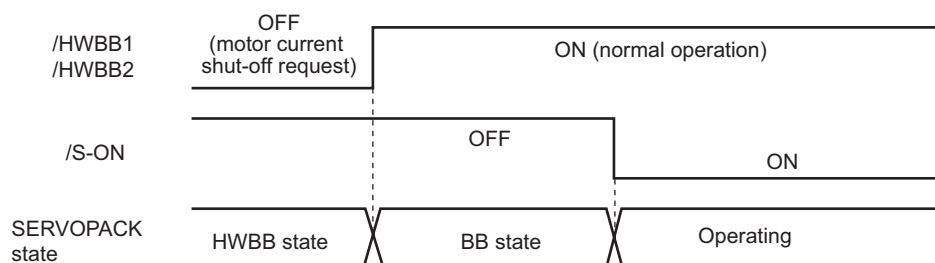 OFF
(motor current
shut-off request)
/HWBB1
/HWBB2
ON (normal operation)
/S-ON
OFF
ON
SERVOPACK
state
HWBB state
BB state
Operating